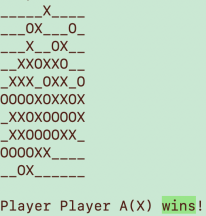 _____X____
___OX___O_
___X__OX__
__XXOXXO__
_XXX_OXX_O
OOOOXOXXOX
_XXOXOOOOX
_XXOOOOXX_
OOOOXX____
__OX______
Player Player A(X) wins!